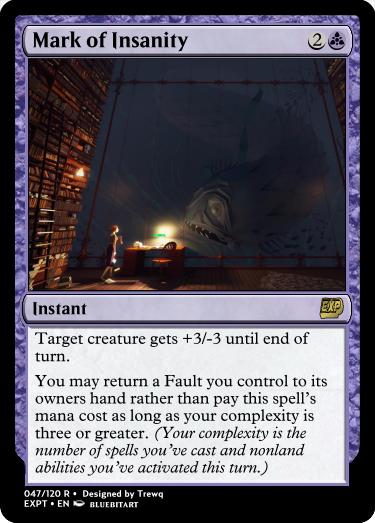 Mark of Insanity 2
Instant EXP
Target creature gets +3/-3 until end of
turn.
You may return a Fault you control to its
owners hand rather than pay this spell's
mana cost as long as your complexity is
three or greater. (Your complexity is the
number of spells you've cast and nonland
abilities you've activated this turn.)
047/120 R • Designed by Trewq
EXPT • EN BLUEBITART